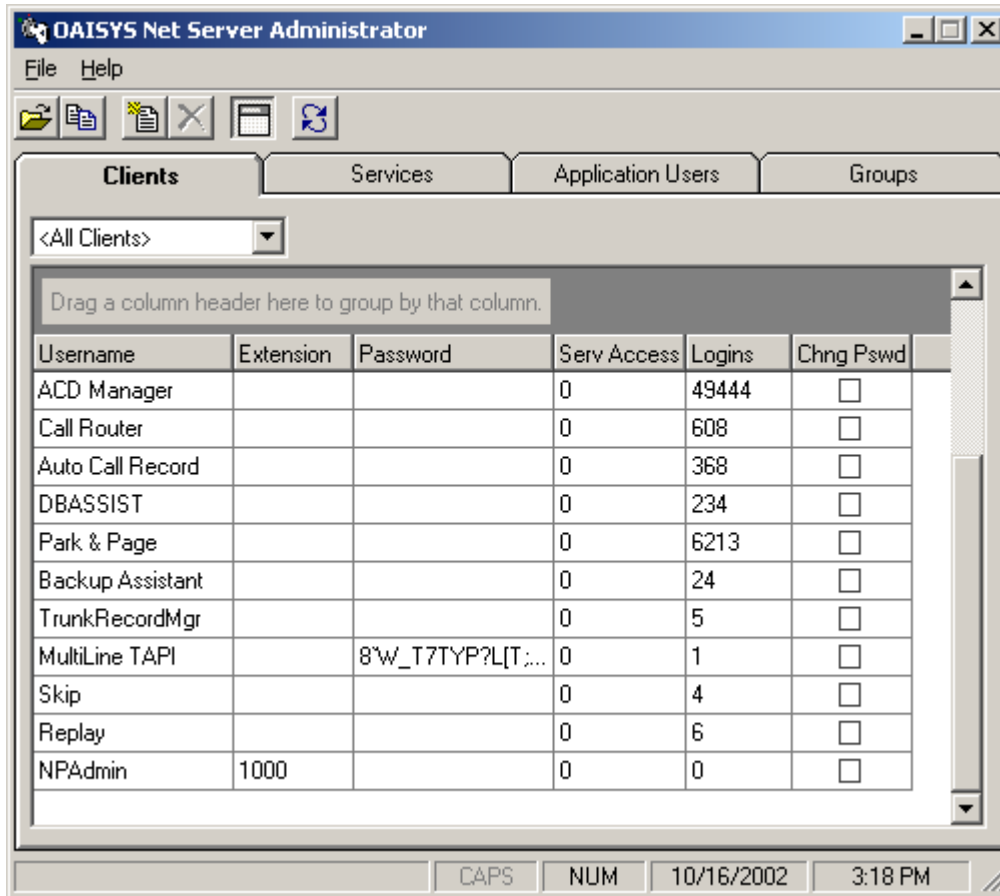 OAISYS Net Server Administrator
File Help
Clients Services Application Users Groups
<All Clients>
Drag a column header here to group by that column.
Username Extension Password Serv Access Logins Chng Pswd
ACD Manager 0 49444
Call Router 0 608
Auto Call Record 0 368
DBASSIST 0 234
Park & Page 0 6213
Backup Assistant 0 24
TrunkRecordMgr 0 5
MultiLine TAPI 8'W_T7TYP?L[T;... 0 1
Skip 0 4
Replay 0 6
NPAdmin 1000 0 0
CAPS NUM 10/16/2002 3:18 PM